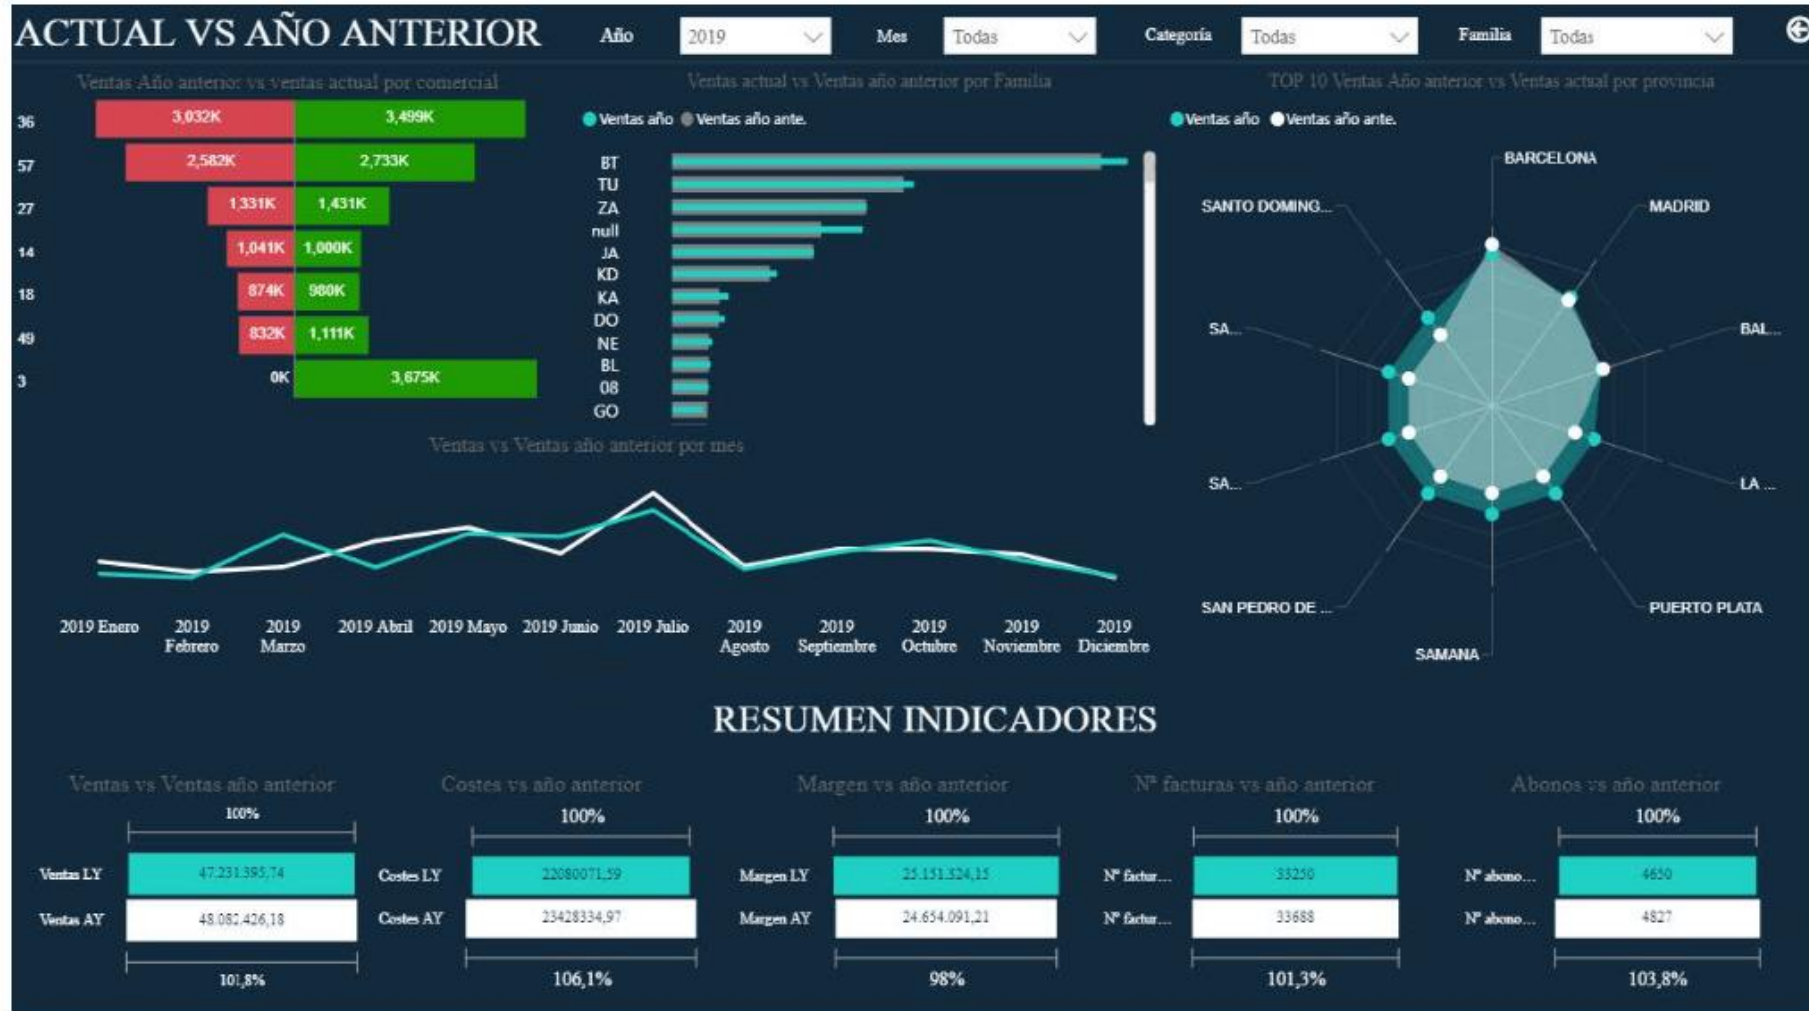 ACTUAL VS AÑO ANTERIOR
Año 2019 Mes Todas Categoría Todas Familia Todas
Ventas Año anterior vs ventas actual por comercial
36 3,032K 3,499K
57 2,582K 2,733K
27 1,331K 1,431K
14 1,041K 1,000K
18 874K 980K
49 832K 1,111K
3 0K 3,675K
Ventas actual vs Ventas año anterior por Familia
Ventas año Ventas año ante.
BT
TU
ZA
null
JA
KD
KA
DO
NE
BL
08
GO
TOP 10 Ventas Año anterior vs Ventas actual por provincia
Ventas año Ventas año ante.
BARCELONA
SANTO DOMING... MADRID
SA... BAL...
SA... LA ...
SAN PEDRO DE ... PUERTO PLATA
SAMANA
Ventas vs Ventas año anterior por mes
2019 Enero 2019 Febrero 2019 Marzo 2019 Abril 2019 Mayo 2019 Junio 2019 Julio 2019 Agosto 2019 Septiembre 2019 Octubre 2019 Noviembre 2019 Diciembre
RESUMEN INDICADORES
Ventas vs Ventas año anterior
100%
Ventas LY 47.231.395,74
Ventas AY 48.082.426,18
101,8%
Costes vs año anterior
100%
Costes LY 22080071,59
Costes AY 23428334,97
106,1%
Margen vs año anterior
100%
Margen LY 25.151.324,15
Margen AY 24.654.091,21
98%
Nª facturas vs año anterior
100%
Nª factur... 33250
Nª factur... 33688
101,3%
Abonos vs año anterior
100%
Nª abono... 4650
Nª abono... 4827
103,8%